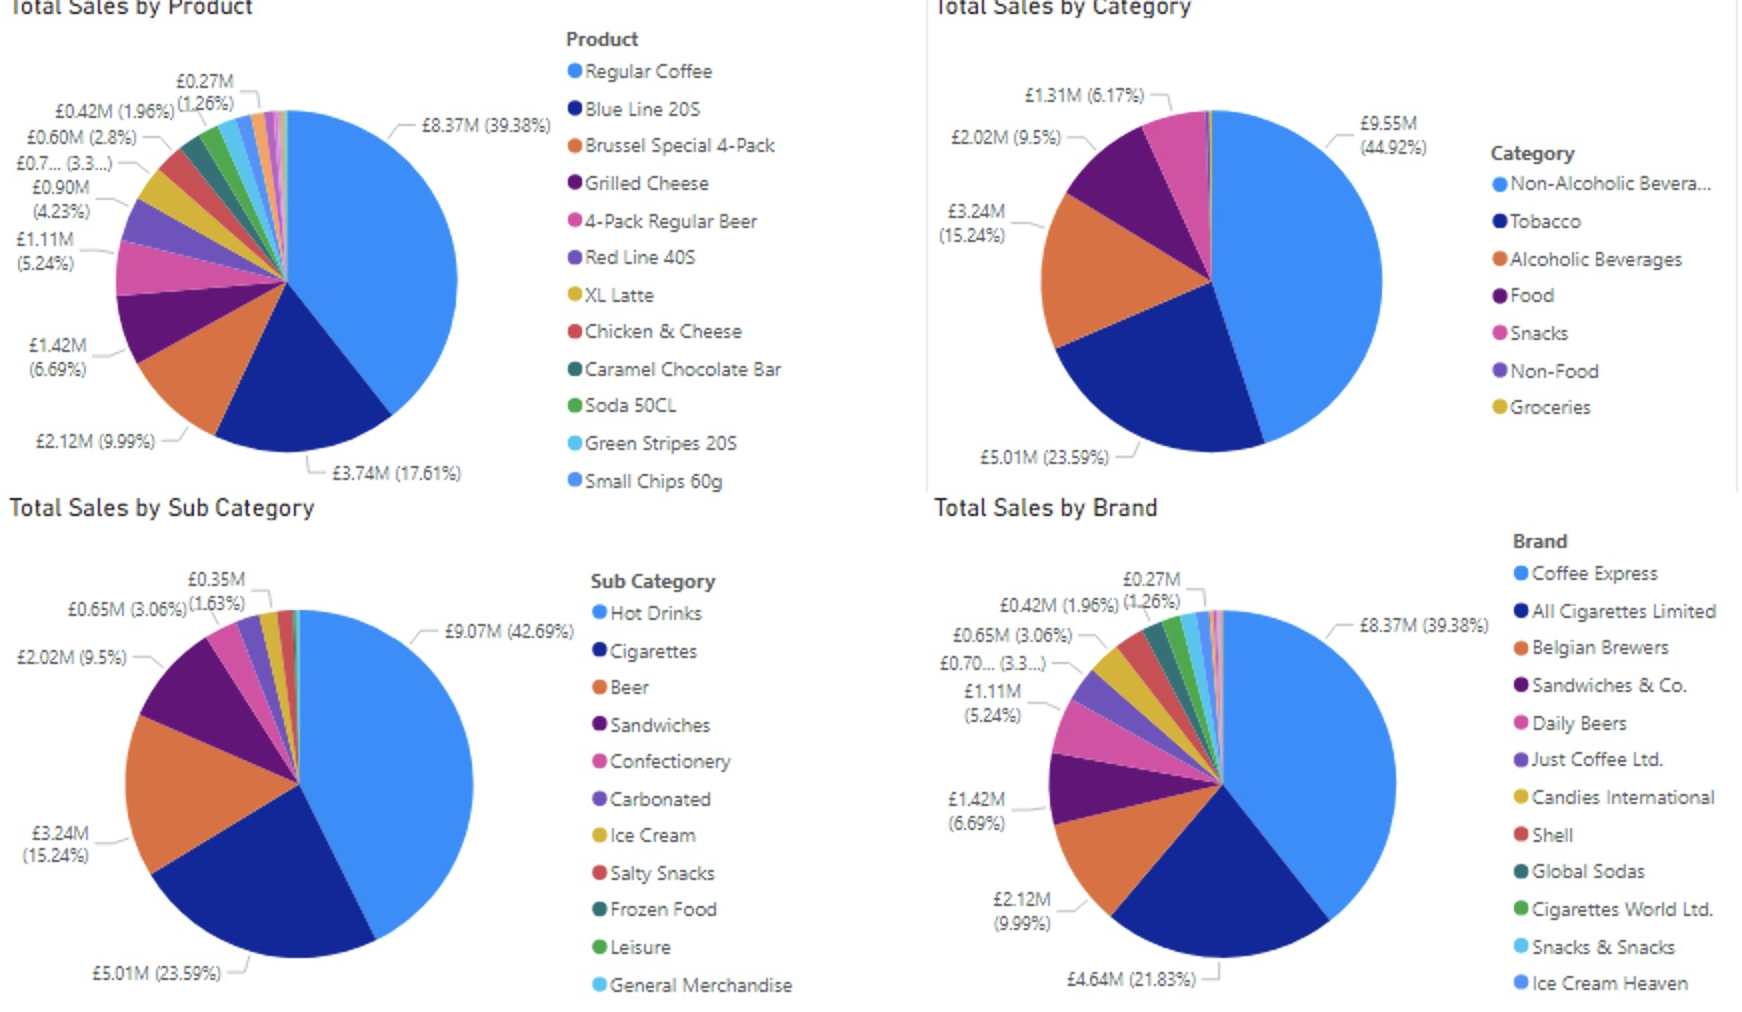 Total Sales by Product
£0.27M
(1.26%)
£0.42M (1.96%)
£0.60M (2.8%)
£0.7... (3.3...)
£0.90M
(4.23%)
£1.11M
(5.24%)
£1.42M
(6.69%)
£2.12M (9.99%)
£3.74M (17.61%)
£8.37M (39.38%)
Product
Regular Coffee
Blue Line 20S
Brussel Special 4-Pack
Grilled Cheese
4-Pack Regular Beer
Red Line 40S
XL Latte
Chicken & Cheese
Caramel Chocolate Bar
Soda 50CL
Green Stripes 20S
Small Chips 60g
Total Sales by Category
£1.31M (6.17%)
£2.02M (9.5%)
£3.24M
(15.24%)
£5.01M (23.59%)
£9.55M
(44.92%)
Category
Non-Alcoholic Bevera...
Tobacco
Alcoholic Beverages
Food
Snacks
Non-Food
Groceries
Total Sales by Sub Category
£0.35M
(1.63%)
£0.65M (3.06%)
£2.02M (9.5%)
£3.24M
(15.24%)
£5.01M (23.59%)
£9.07M (42.69%)
Sub Category
Hot Drinks
Cigarettes
Beer
Sandwiches
Confectionery
Carbonated
Ice Cream
Salty Snacks
Frozen Food
Leisure
General Merchandise
Total Sales by Brand
£0.27M
(1.26%)
£0.42M (1.96%)
£0.65M (3.06%)
£0.70... (3.3...)
£1.11M
(5.24%)
£1.42M
(6.69%)
£2.12M
(9.99%)
£4.64M (21.83%)
£8.37M (39.38%)
Brand
Coffee Express
All Cigarettes Limited
Belgian Brewers
Sandwiches & Co.
Daily Beers
Just Coffee Ltd.
Candies International
Shell
Global Sodas
Cigarettes World Ltd.
Snacks & Snacks
Ice Cream Heaven